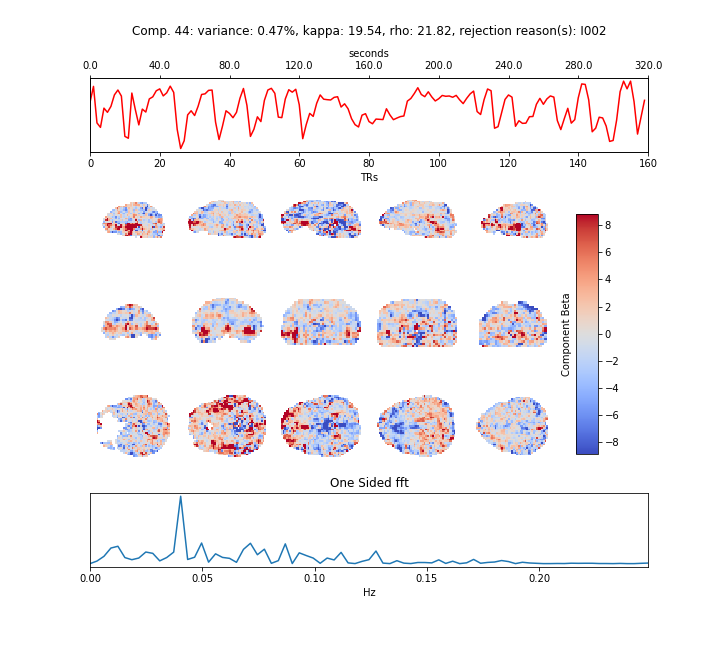 Comp. 44: variance: 0.47%, kappa: 19.54, rho: 21.82, rejection reason(s): I002
seconds
0.0 40.0 80.0 120.0 160.0 200.0 240.0 280.0 320.0
0 20 40 60 80 100 120 140 160
TRs
8
6
4
2
0
−2
−4
−6
−8
Component Beta
One Sided fft
0.00 0.05 0.10 0.15 0.20
Hz